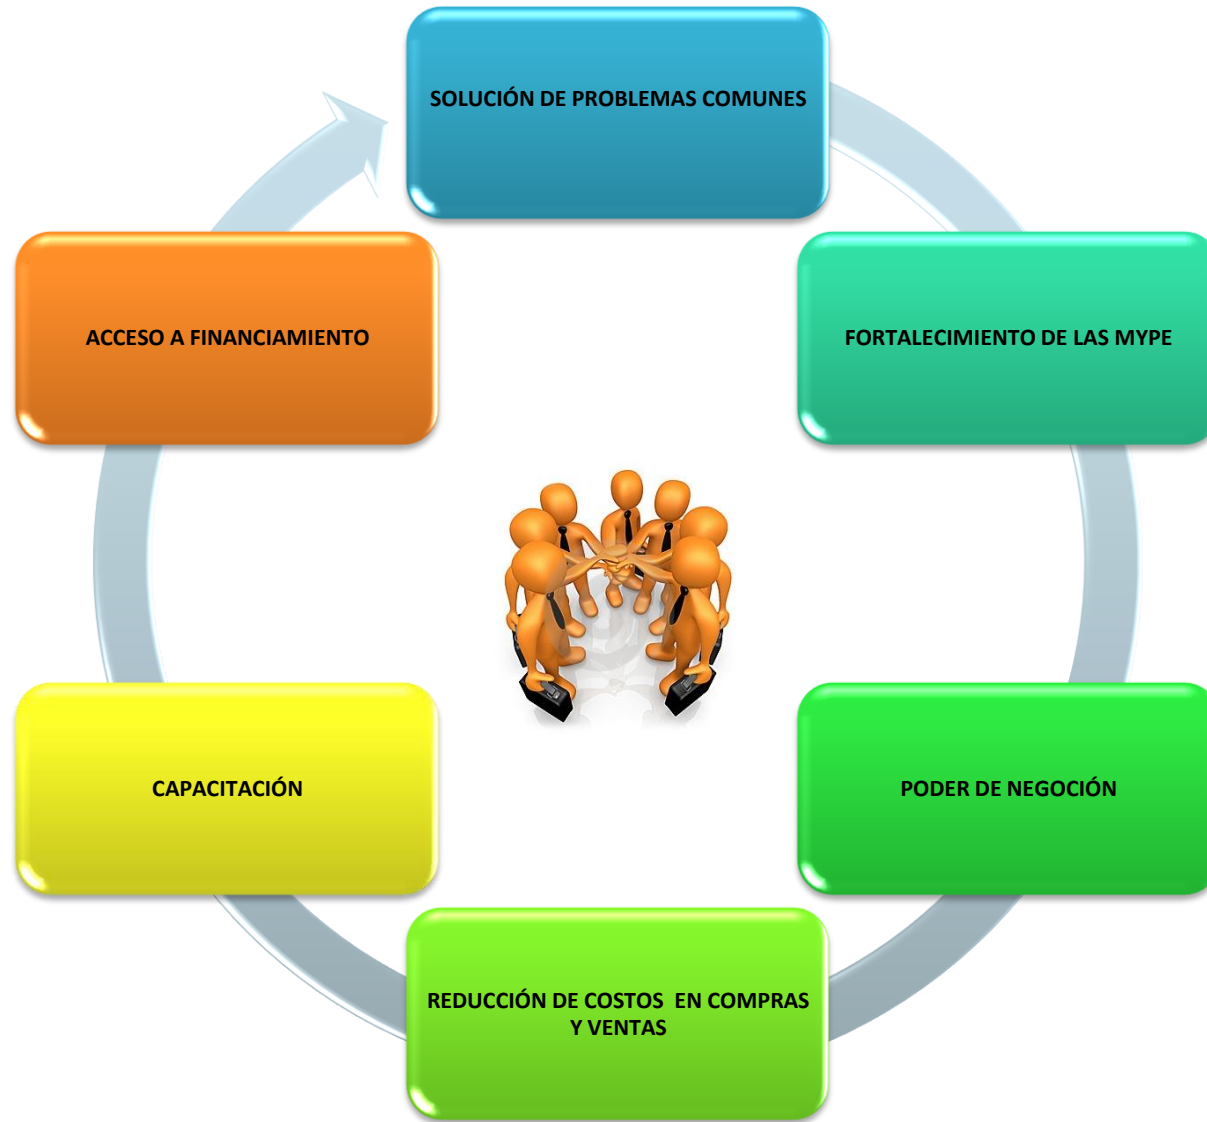 SOLUCIÓN DE PROBLEMAS COMUNES
FORTALECIMIENTO DE LAS MYPE
PODER DE NEGOCIÓN
REDUCCIÓN DE COSTOS  EN COMPRAS
Y VENTAS
CAPACITACIÓN
ACCESO A FINANCIAMIENTO